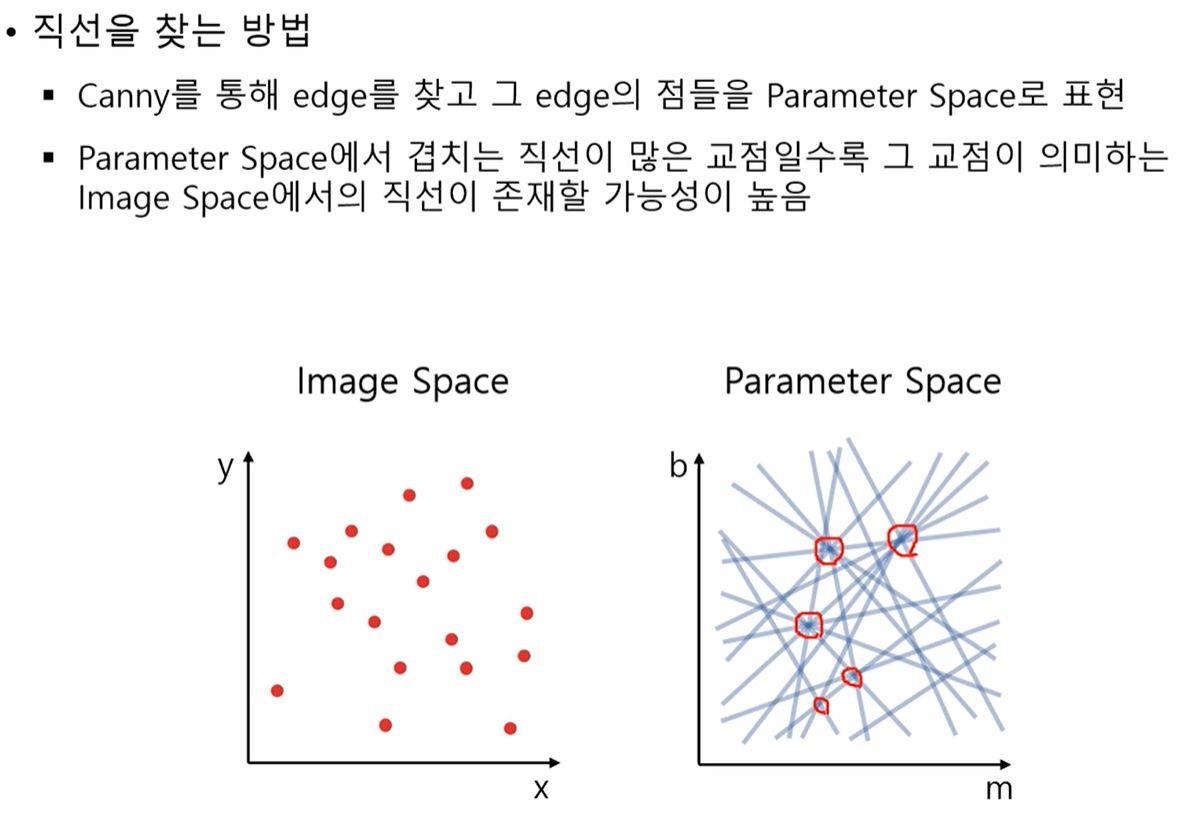 • 직선을 찾는 방법
▪ Canny를 통해 edge를 찾고 그 edge의 점들을 Parameter Space로 표현
▪ Parameter Space에서 겹치는 직선이 많은 교점일수록 그 교점이 의미하는
Image Space에서의 직선이 존재할 가능성이 높음
Image Space
Parameter Space
y
b
x
m